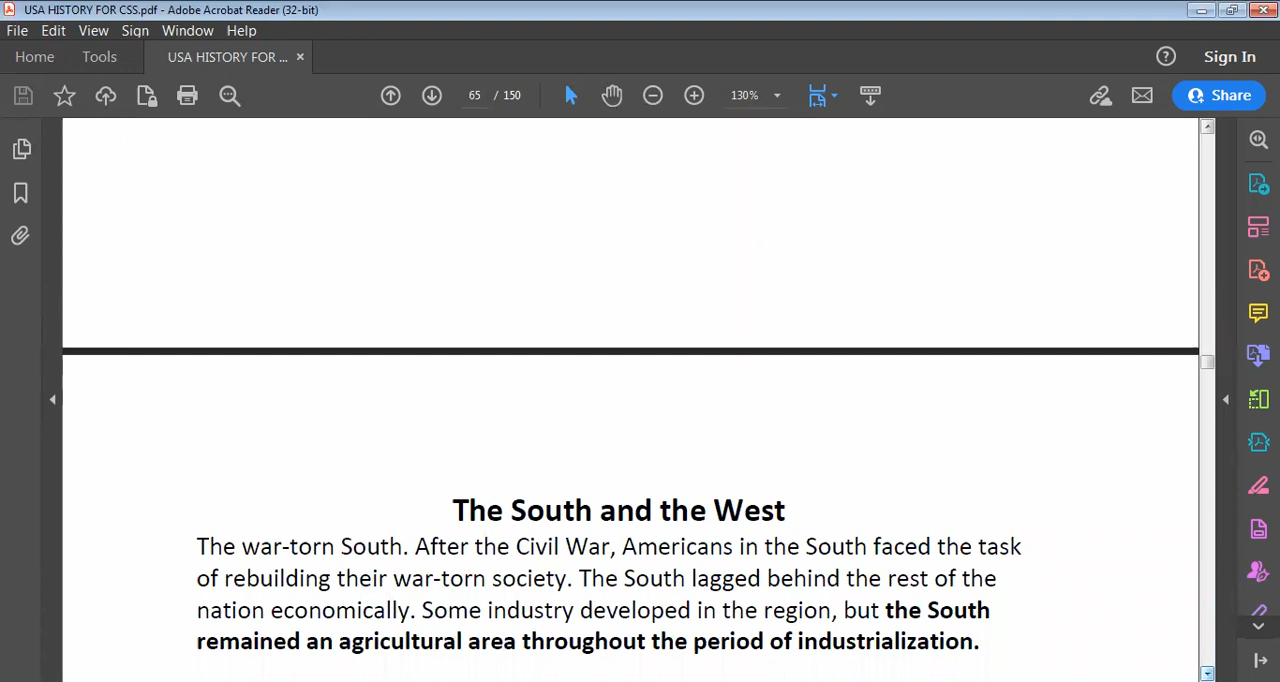 USA HISTORY FOR CSS.pdf - Adobe Acrobat Reader (32-bit)
File Edit View Sign Window Help
Home Tools USA HISTORY FOR ... × Sign In
65 / 150 130% Share
The South and the West
The war-torn South. After the Civil War, Americans in the South faced the task
of rebuilding their war-torn society. The South lagged behind the rest of the
nation economically. Some industry developed in the region, but the South
remained an agricultural area throughout the period of industrialization.